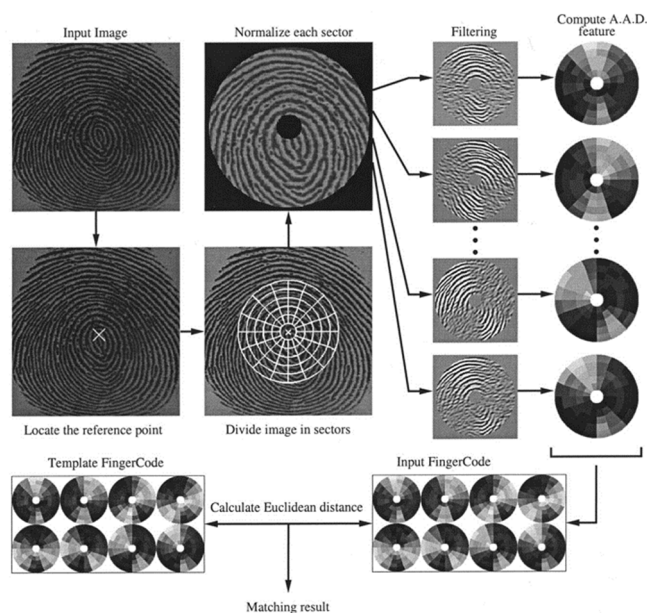 Input Image
Normalize each sector
Filtering
Compute A.A.D.
feature
Locate the reference point
Divide image in sectors
Template FingerCode
Input FingerCode
Calculate Euclidean distance
Matching result